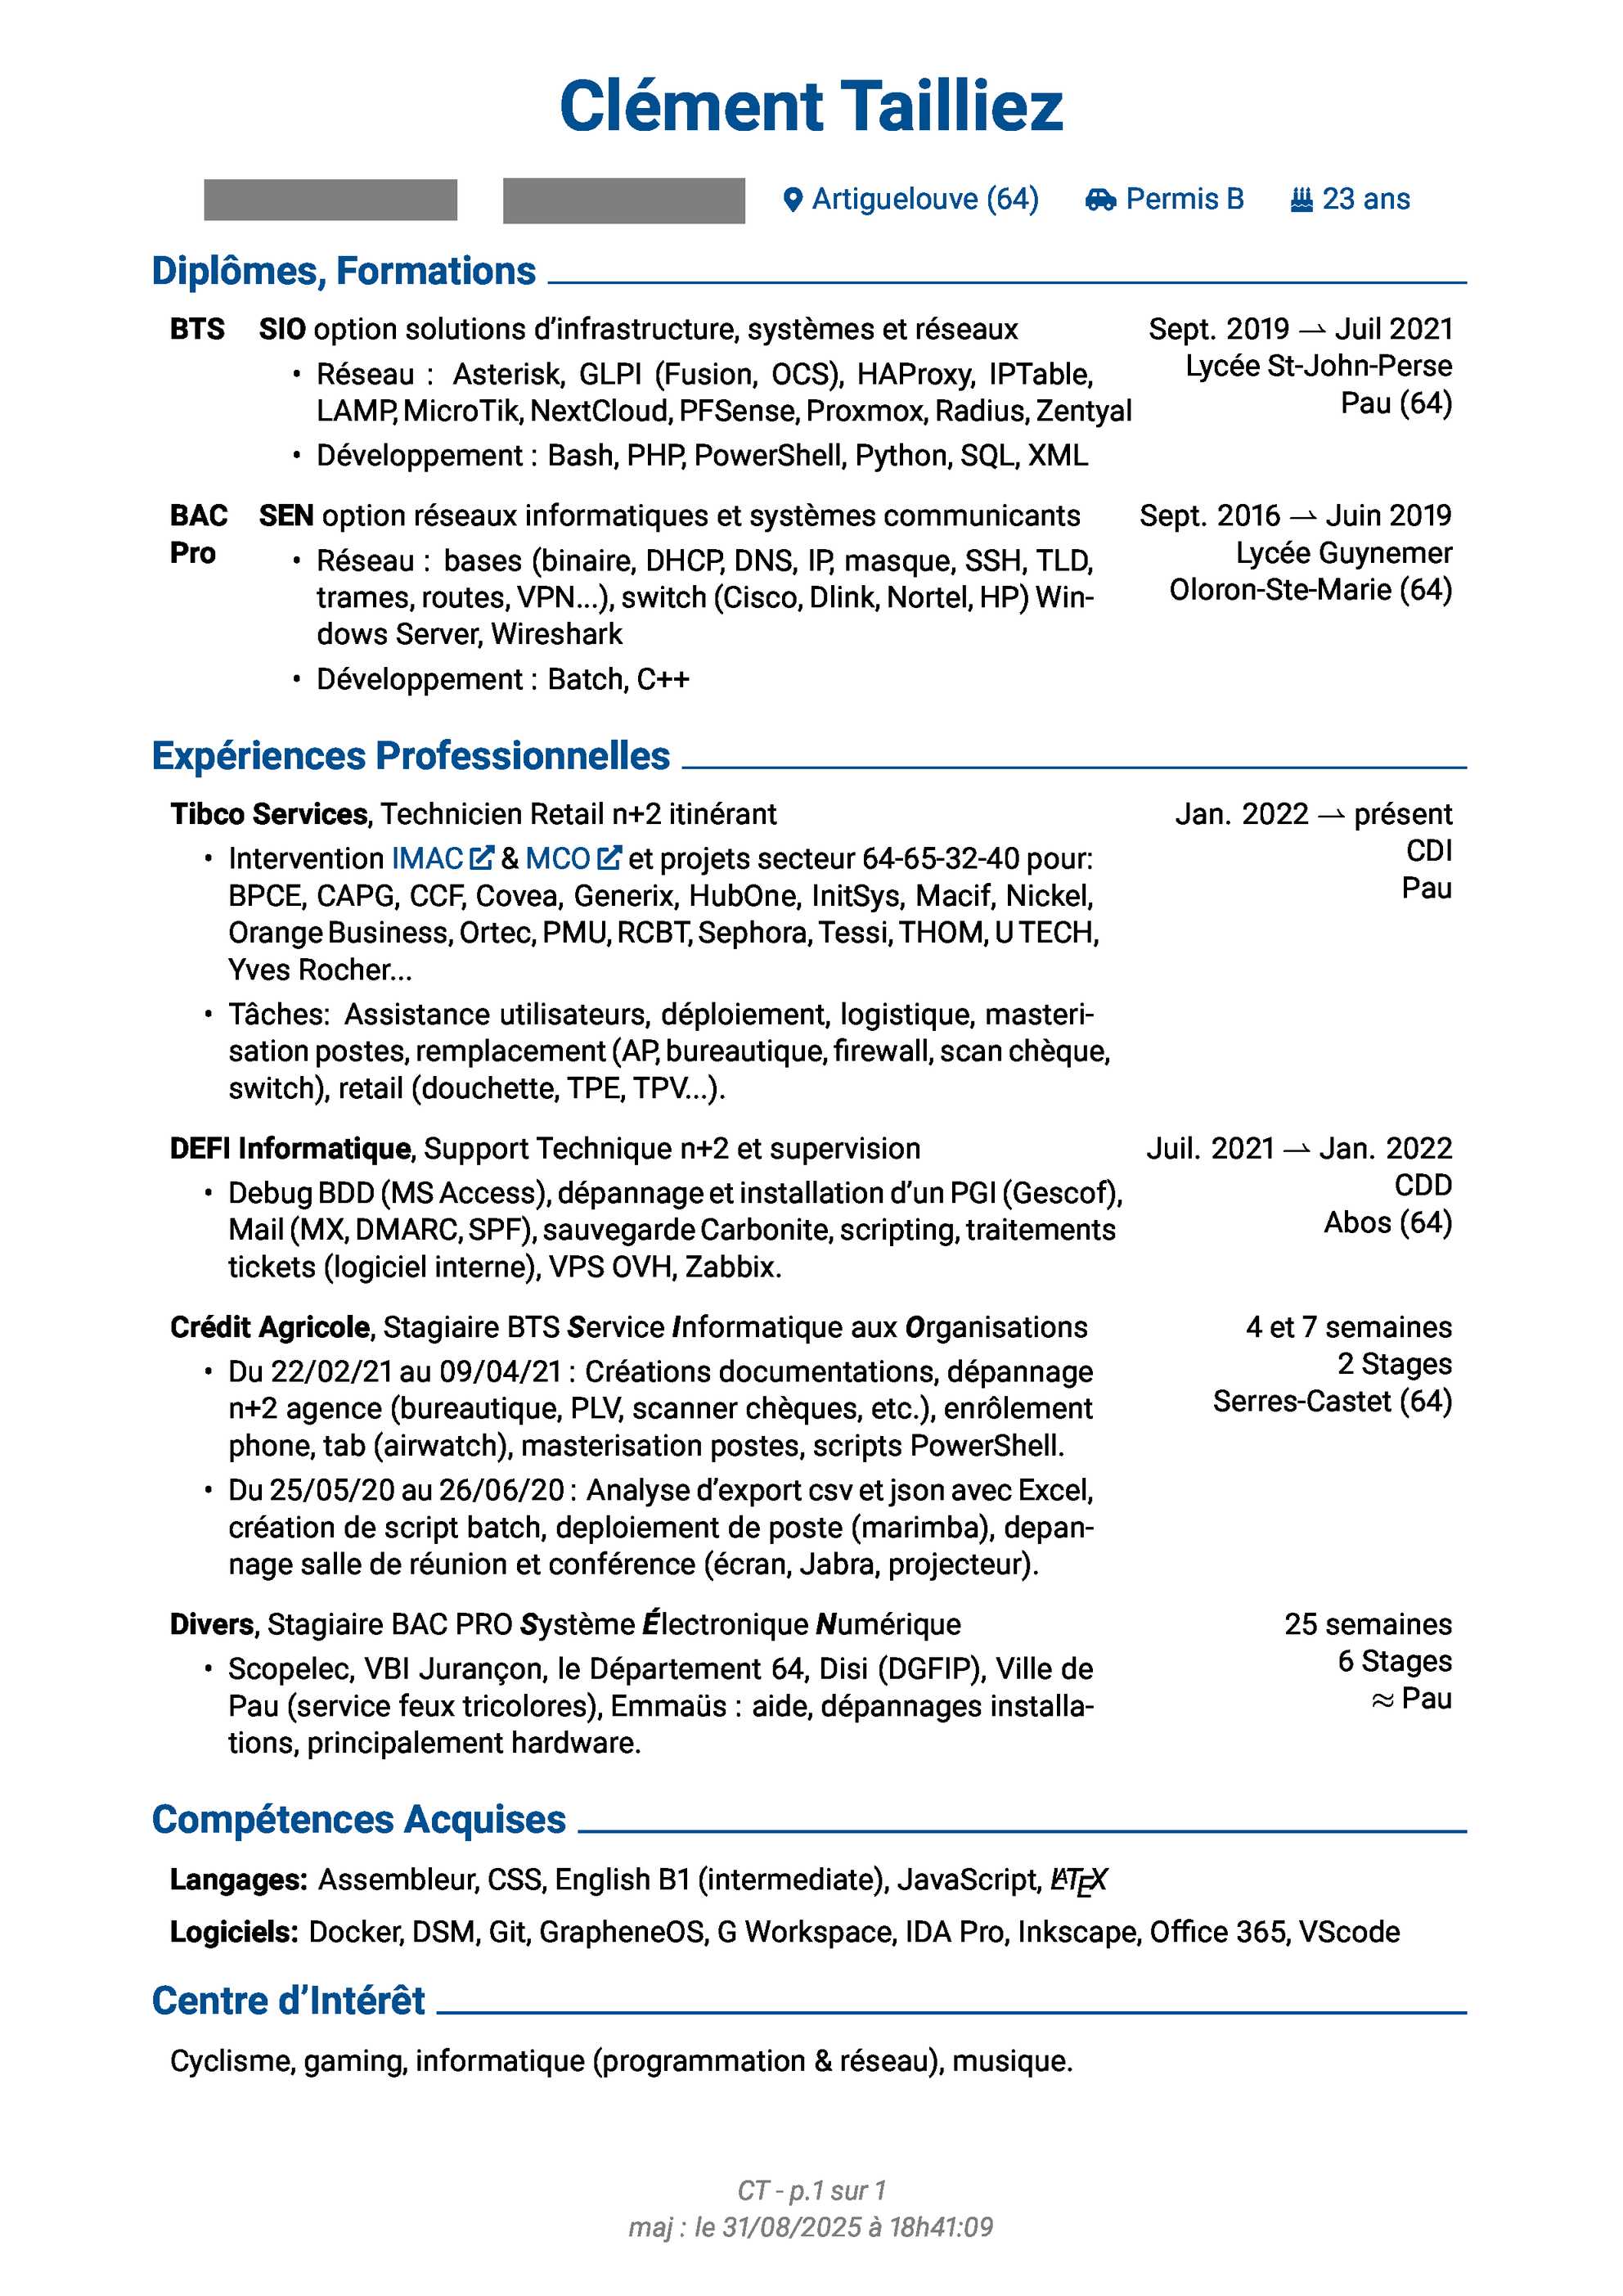 Clément Tailliez
Artiguelouve (64) Permis B 23 ans
Diplômes, Formations
BTS SIO option solutions d'infrastructure, systèmes et réseaux Sept. 2019 ⇀ Juil 2021
Lycée St-John-Perse
Pau (64)
• Réseau : Asterisk, GLPI (Fusion, OCS), HAProxy, IPTable,
LAMP, MicroTik, NextCloud, PFSense, Proxmox, Radius, Zentyal
• Développement : Bash, PHP, PowerShell, Python, SQL, XML
BAC Pro SEN option réseaux informatiques et systèmes communicants Sept. 2016 ⇀ Juin 2019
Lycée Guynemer
Oloron-Ste-Marie (64)
• Réseau : bases (binaire, DHCP, DNS, IP, masque, SSH, TLD,
trames, routes, VPN...), switch (Cisco, Dlink, Nortel, HP) Win-
dows Server, Wireshark
• Développement : Batch, C++
Expériences Professionnelles
Tibco Services, Technicien Retail n+2 itinérant Jan. 2022 ⇀ présent
CDI
Pau
• Intervention IMAC & MCO et projets secteur 64-65-32-40 pour:
BPCE, CAPG, CCF, Covea, Generix, HubOne, InitSys, Macif, Nickel,
Orange Business, Ortec, PMU, RCBT, Sephora, Tessi, THOM, U TECH,
Yves Rocher...
• Tâches: Assistance utilisateurs, déploiement, logistique, masteri-
sation postes, remplacement (AP, bureautique, firewall, scan chèque,
switch), retail (douchette, TPE, TPV...).
DEFI Informatique, Support Technique n+2 et supervision Juil. 2021 ⇀ Jan. 2022
CDD
Abos (64)
• Debug BDD (MS Access), dépannage et installation d'un PGI (Gescof),
Mail (MX, DMARC, SPF), sauvegarde Carbonite, scripting, traitements
tickets (logiciel interne), VPS OVH, Zabbix.
Crédit Agricole, Stagiaire BTS Service Informatique aux Organisations 4 et 7 semaines
2 Stages
Serres-Castet (64)
• Du 22/02/21 au 09/04/21 : Créations documentations, dépannage
n+2 agence (bureautique, PLV, scanner chèques, etc.), enrôlement
phone, tab (airwatch), masterisation postes, scripts PowerShell.
• Du 25/05/20 au 26/06/20 : Analyse d'export csv et json avec Excel,
création de script batch, deploiement de poste (marimba), depan-
nage salle de réunion et conférence (écran, Jabra, projecteur).
Divers, Stagiaire BAC PRO Système Électronique Numérique 25 semaines
6 Stages
≈ Pau
• Scopelec, VBI Jurançon, le Département 64, Disi (DGFIP), Ville de
Pau (service feux tricolores), Emmaüs : aide, dépannages installa-
tions, principalement hardware.
Compétences Acquises
Langages: Assembleur, CSS, English B1 (intermediate), JavaScript, LATEX
Logiciels: Docker, DSM, Git, GrapheneOS, G Workspace, IDA Pro, Inkscape, Office 365, VScode
Centre d'Intérêt
Cyclisme, gaming, informatique (programmation & réseau), musique.
CT - p.1 sur 1
maj : le 31/08/2025 à 18h41:09